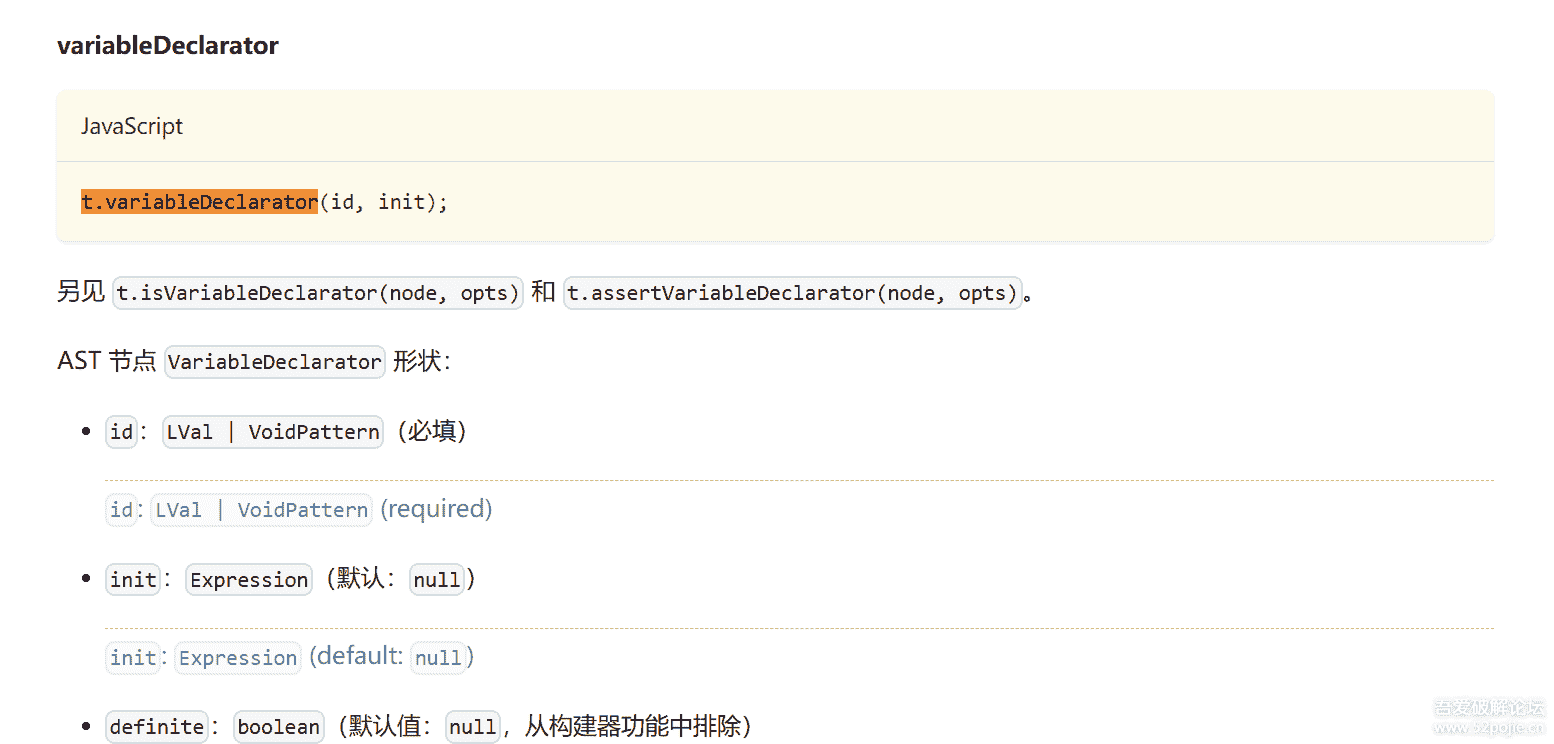 variableDeclarator
JavaScript
t.variableDeclarator(id, init);
另见 t.isVariableDeclarator(node, opts) 和 t.assertVariableDeclarator(node, opts)。
AST 节点 VariableDeclarator 形状：
id： LVal | VoidPattern （必填）
id: LVal | VoidPattern (required)
init： Expression （默认： null）
init: Expression (default: null)
definite： boolean （默认值： null，从构建器功能中排除）
吾爱破解论坛
www.52pojie.cn